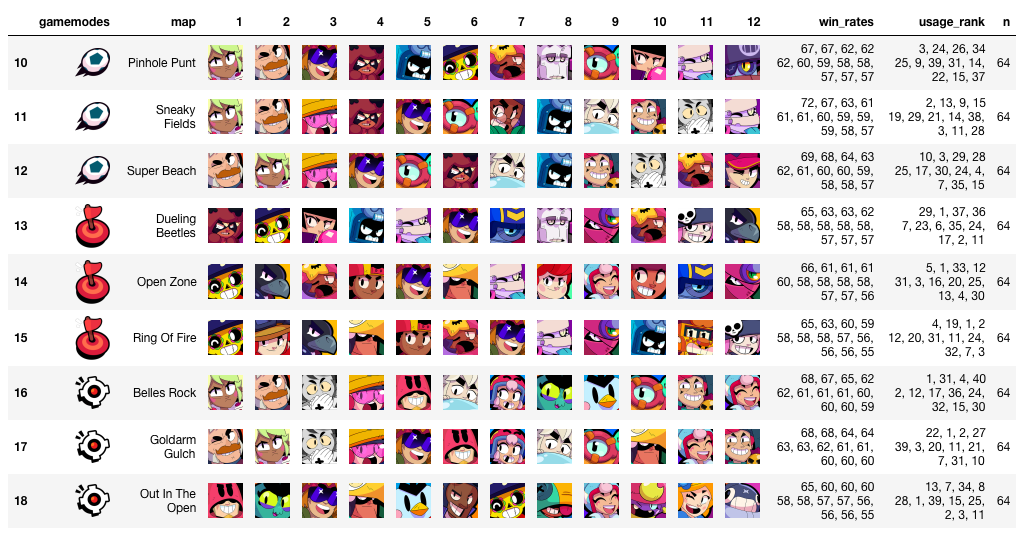 gamemodes map 1 2 3 4 5 6 7 8 9 10 11 12 win_rates usage_rank n
10 Pinhole Punt 67, 67, 62, 62 3, 24, 26, 34
62, 60, 59, 58, 58, 25, 9, 39, 31, 14, 64
57, 57, 57 22, 15, 37
11 Sneaky 72, 67, 63, 61 2, 13, 9, 15
Fields 61, 61, 60, 59, 59, 19, 29, 21, 14, 38, 64
59, 58, 57 3, 11, 28
12 Super Beach 69, 68, 64, 63 10, 3, 29, 28
62, 61, 60, 60, 59, 25, 17, 30, 24, 4, 64
58, 58, 57 7, 35, 15
13 Dueling 65, 63, 63, 62 29, 1, 37, 36
Beetles 58, 58, 58, 58, 58, 7, 23, 6, 35, 24, 64
57, 57, 57 17, 2, 11
14 Open Zone 66, 61, 61, 61 5, 1, 33, 12
60, 58, 58, 58, 58, 31, 3, 16, 20, 25, 64
57, 57, 56 13, 4, 30
15 Ring Of Fire 65, 63, 60, 59 4, 19, 1, 2
58, 58, 58, 57, 56, 12, 20, 31, 11, 24, 64
56, 56, 55 32, 7, 3
16 Belles Rock 68, 67, 65, 62 1, 31, 4, 40
62, 61, 61, 61, 60, 2, 12, 17, 36, 24, 64
60, 60, 59 32, 15, 30
17 Goldarm 68, 68, 64, 64 22, 1, 2, 27
Gulch 63, 63, 62, 61, 61, 39, 3, 20, 11, 21, 64
60, 60, 60 7, 31, 10
18 Out In The 65, 60, 60, 60 13, 7, 34, 8
Open 58, 58, 57, 57, 56, 28, 1, 39, 15, 25, 64
56, 56, 55 2, 3, 11